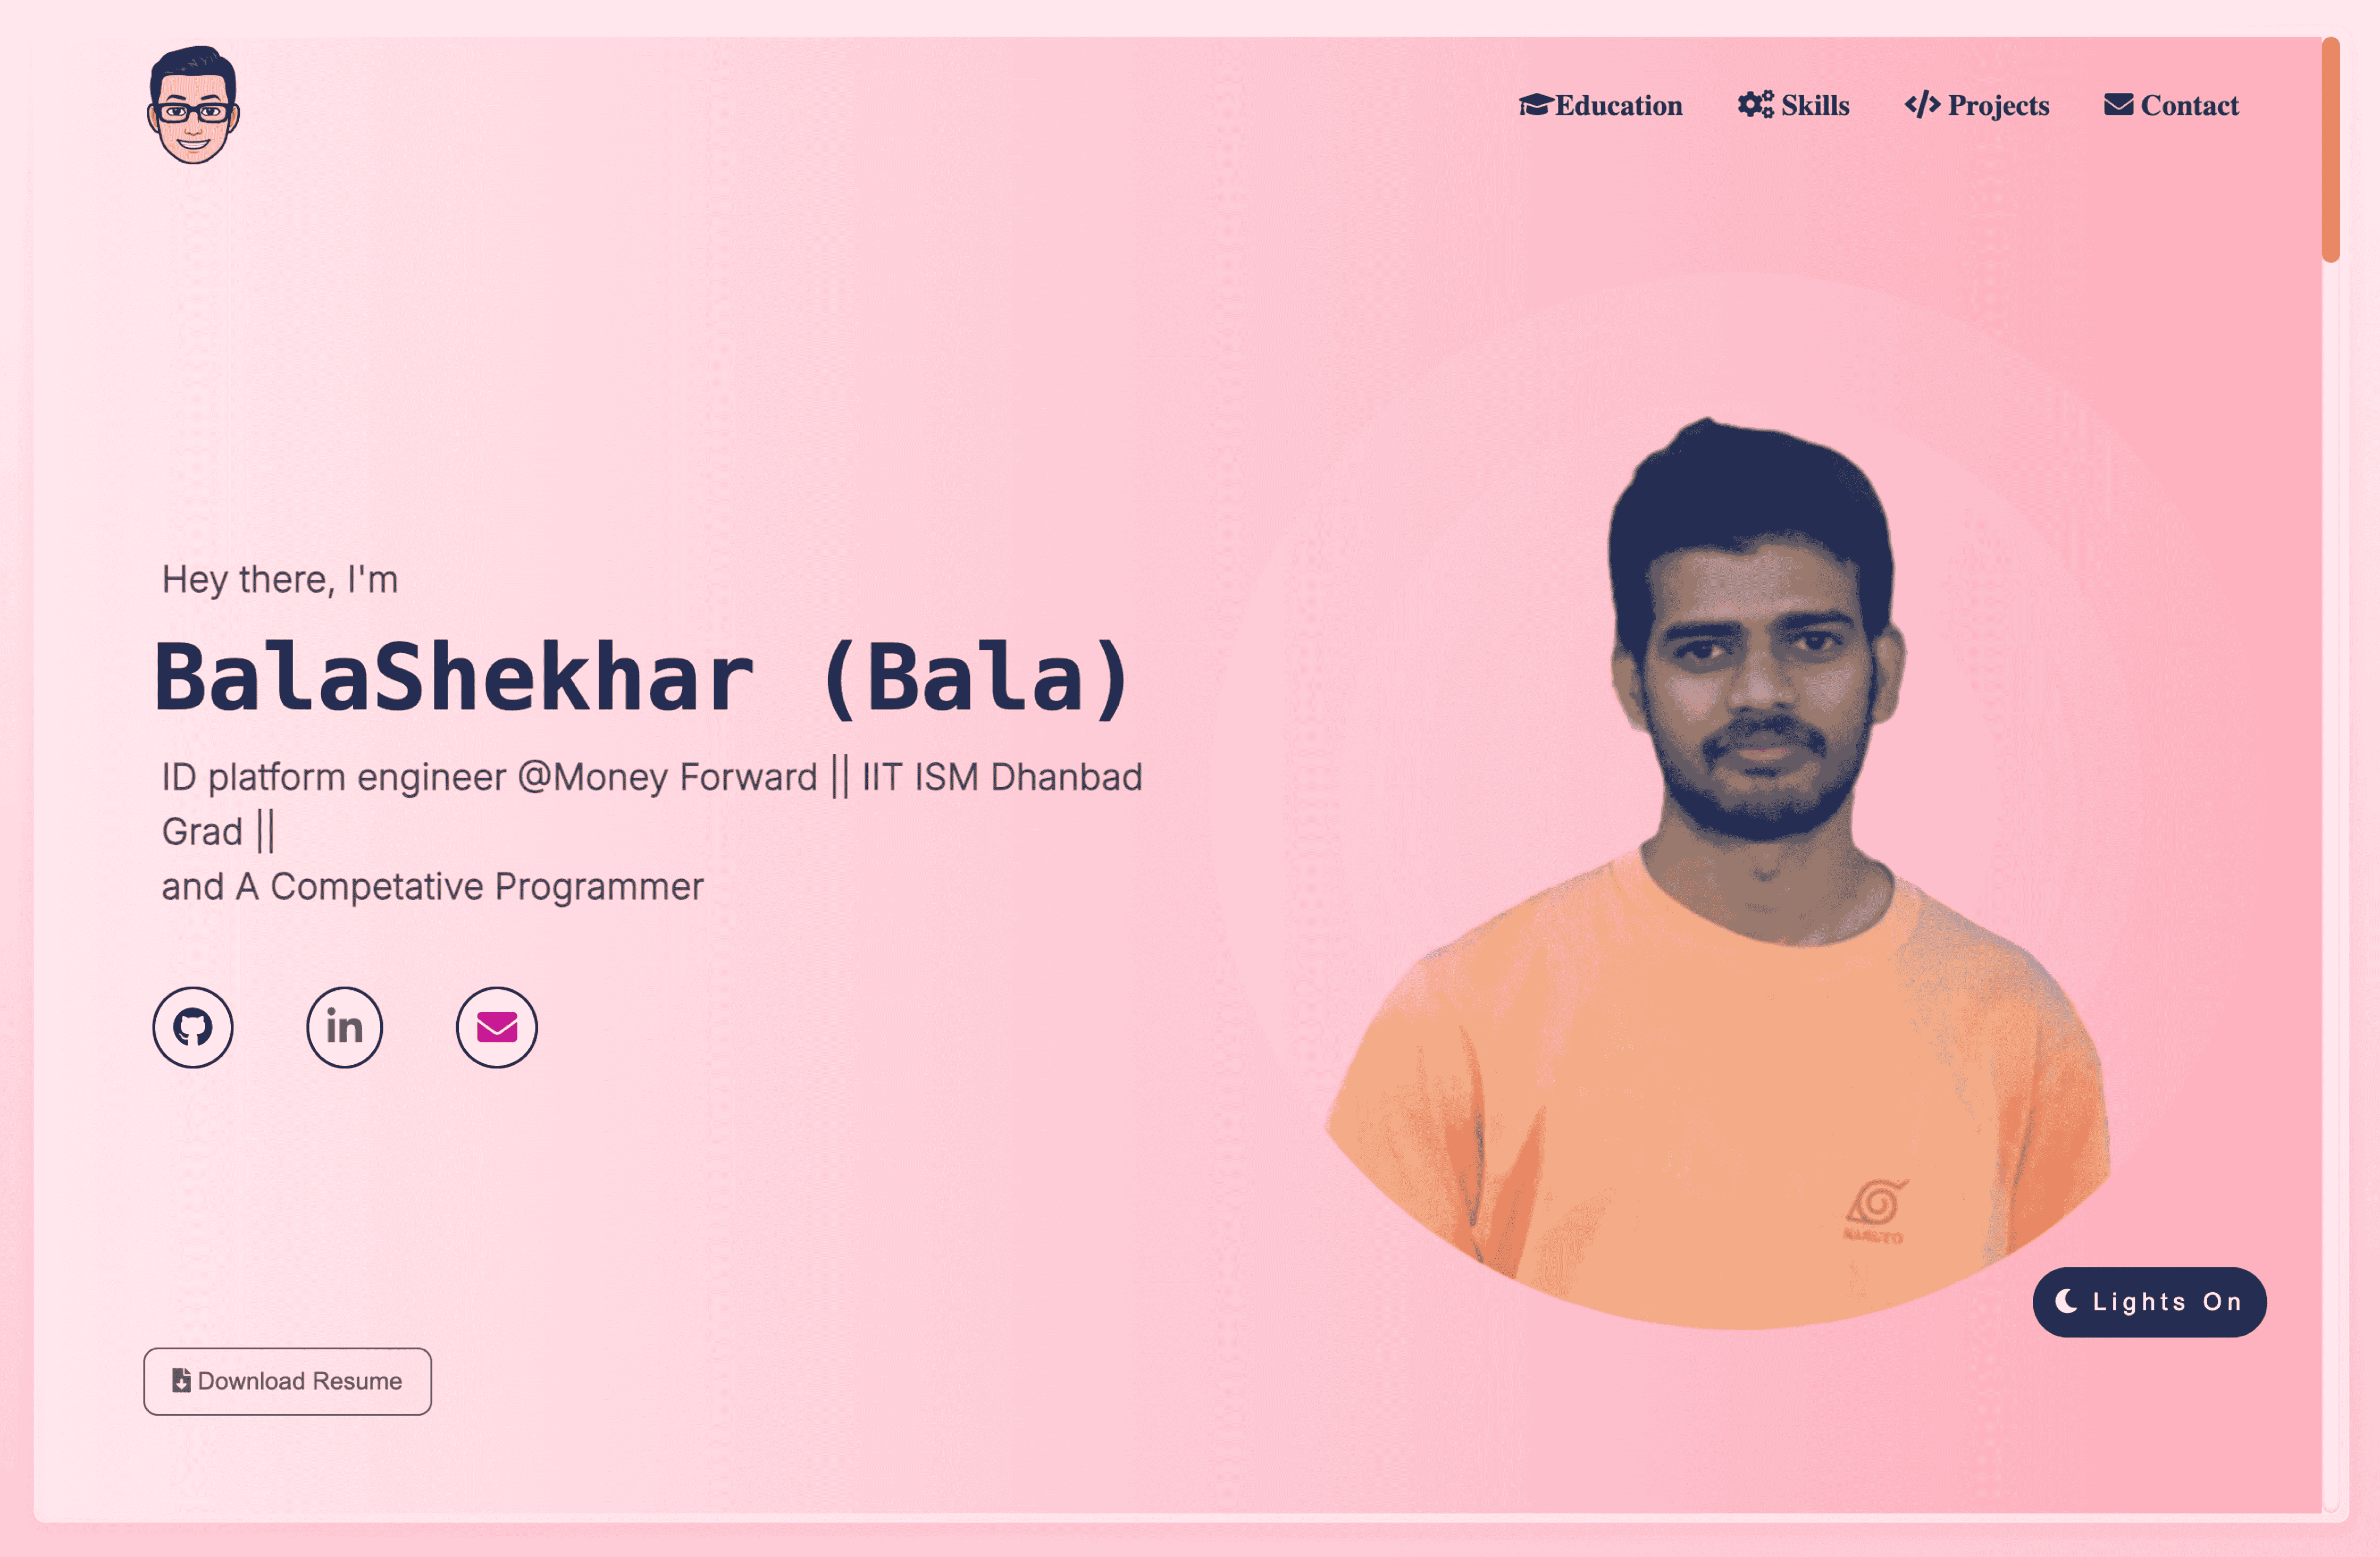 Education Skills Projects Contact
Hey there, I'm
BalaShekhar (Bala)
ID platform engineer @Money Forward || IIT ISM Dhanbad
Grad ||
and A Competative Programmer
in
NARUTO
Lights On
Download Resume